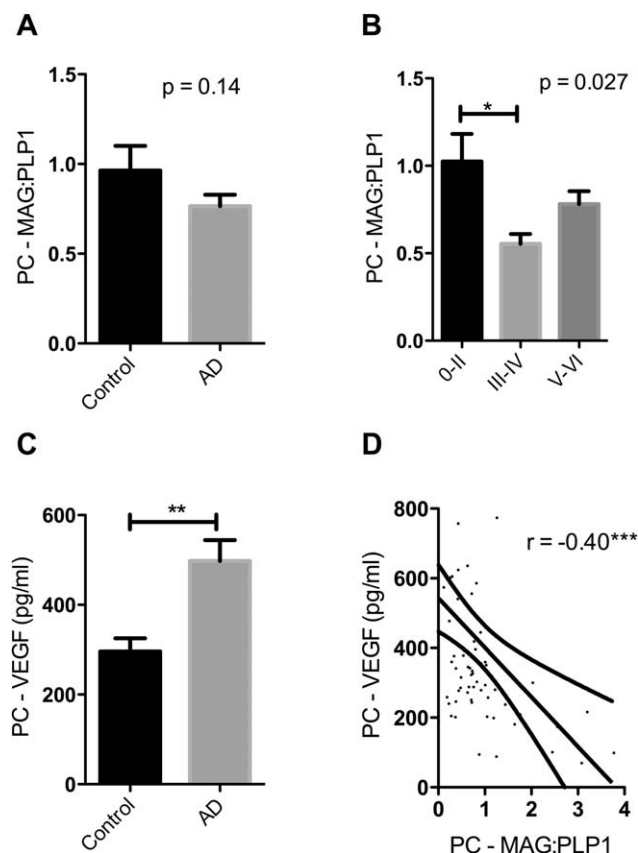 A
p = 0.14
PC - MAG:PLP1
1.5
1.0
0.5
0.0
Control
AD
B
p = 0.027
*
PC - MAG:PLP1
1.5
1.0
0.5
0.0
0-II
III-IV
V-VI
C
**
PC - VEGF (pg/ml)
600
400
200
0
Control
AD
D
r = -0.40***
PC - VEGF (pg/ml)
800
600
400
200
0
0 1 2 3 4
PC - MAG:PLP1